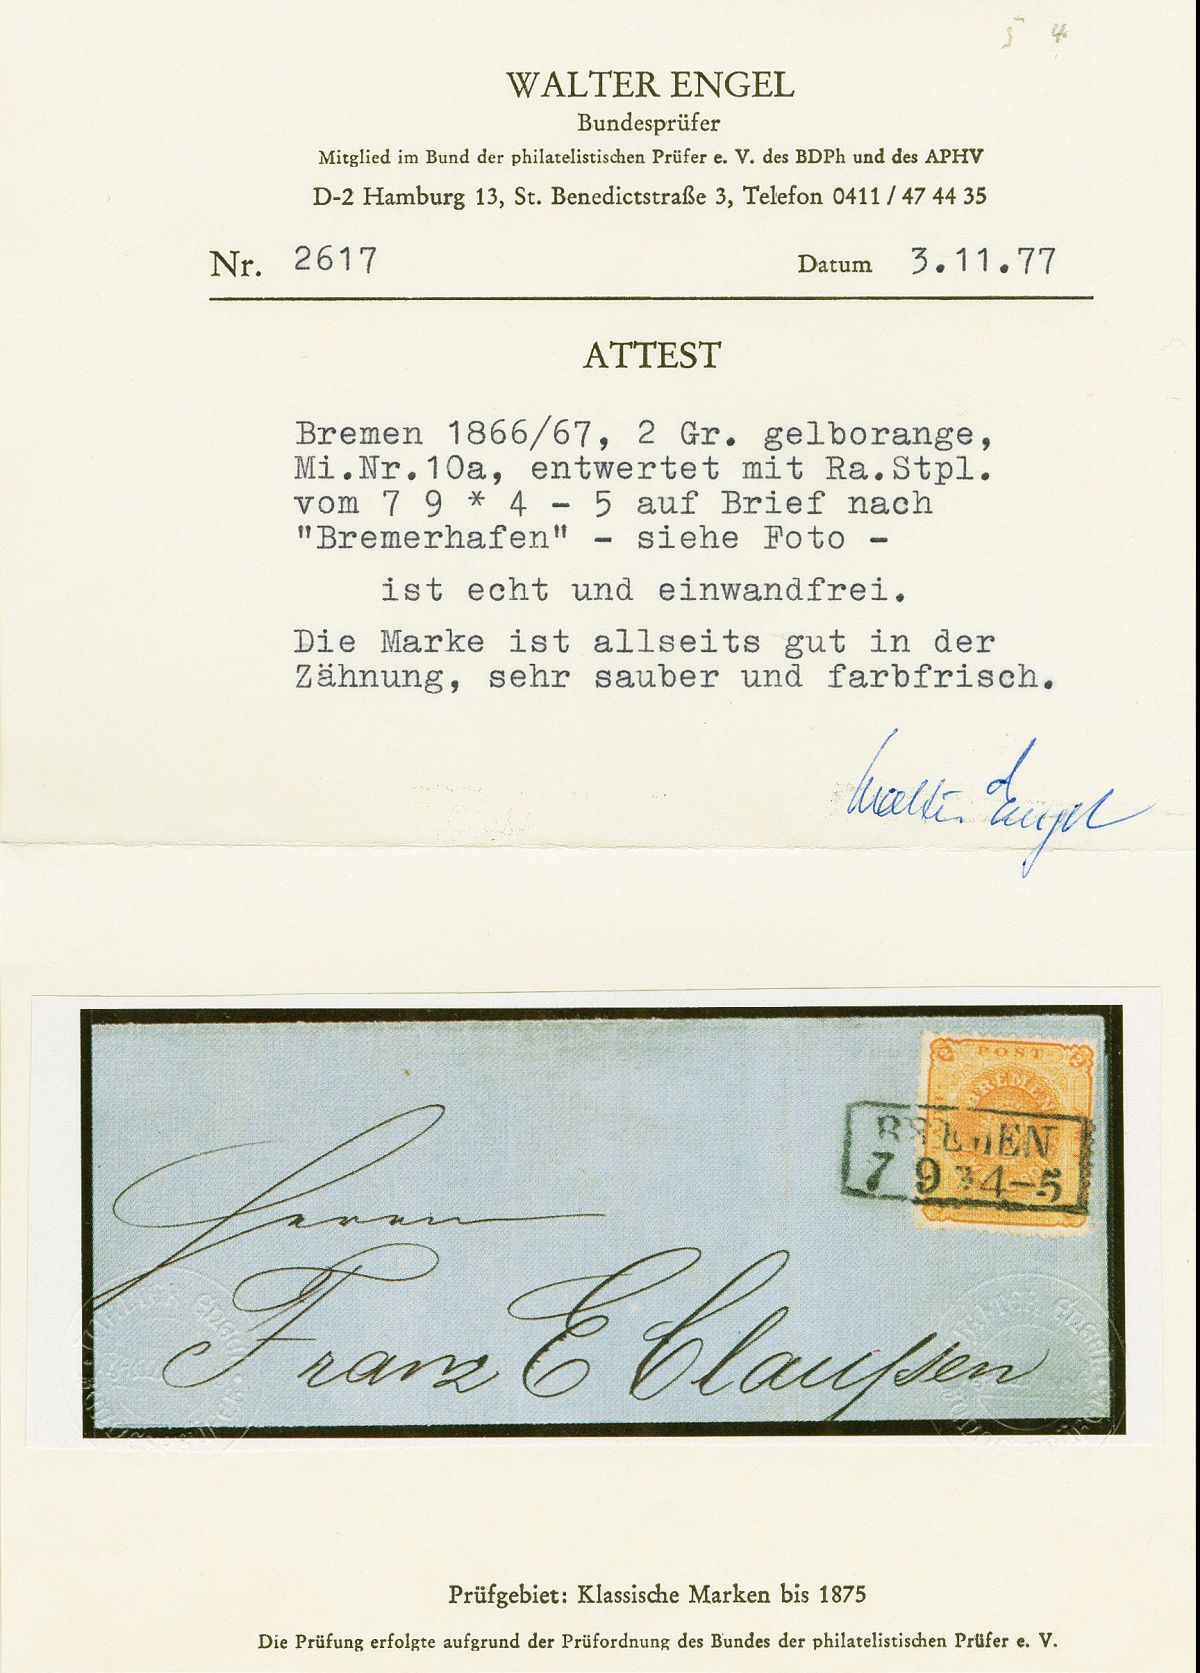 5 4
WALTER ENGEL
Bundesprüfer
Mitglied im Bund der philatelistischen Prüfer e. V. des BDPh und des APHV
D-2 Hamburg 13, St. Benedictstraße 3, Telefon 0411 / 47 44 35
Nr. 2617 Datum 3.11.77
ATTEST
Bremen 1866/67, 2 Gr. gelborange,
Mi.Nr.10a, entwertet mit Ra.Stpl.
vom 7 9 * 4 - 5 auf Brief nach
"Bremerhafen" - siehe Foto -
ist echt und einwandfrei.
Die Marke ist allseits gut in der
Zähnung, sehr sauber und farbfrisch.
Walter Engel
POST
BREMEN
BREMEN
7 9 * 4-5
Herrn
Franz E Claußen
Prüfgebiet: Klassische Marken bis 1875
Die Prüfung erfolgte aufgrund der Prüfordnung des Bundes der philatelistischen Prüfer e. V.